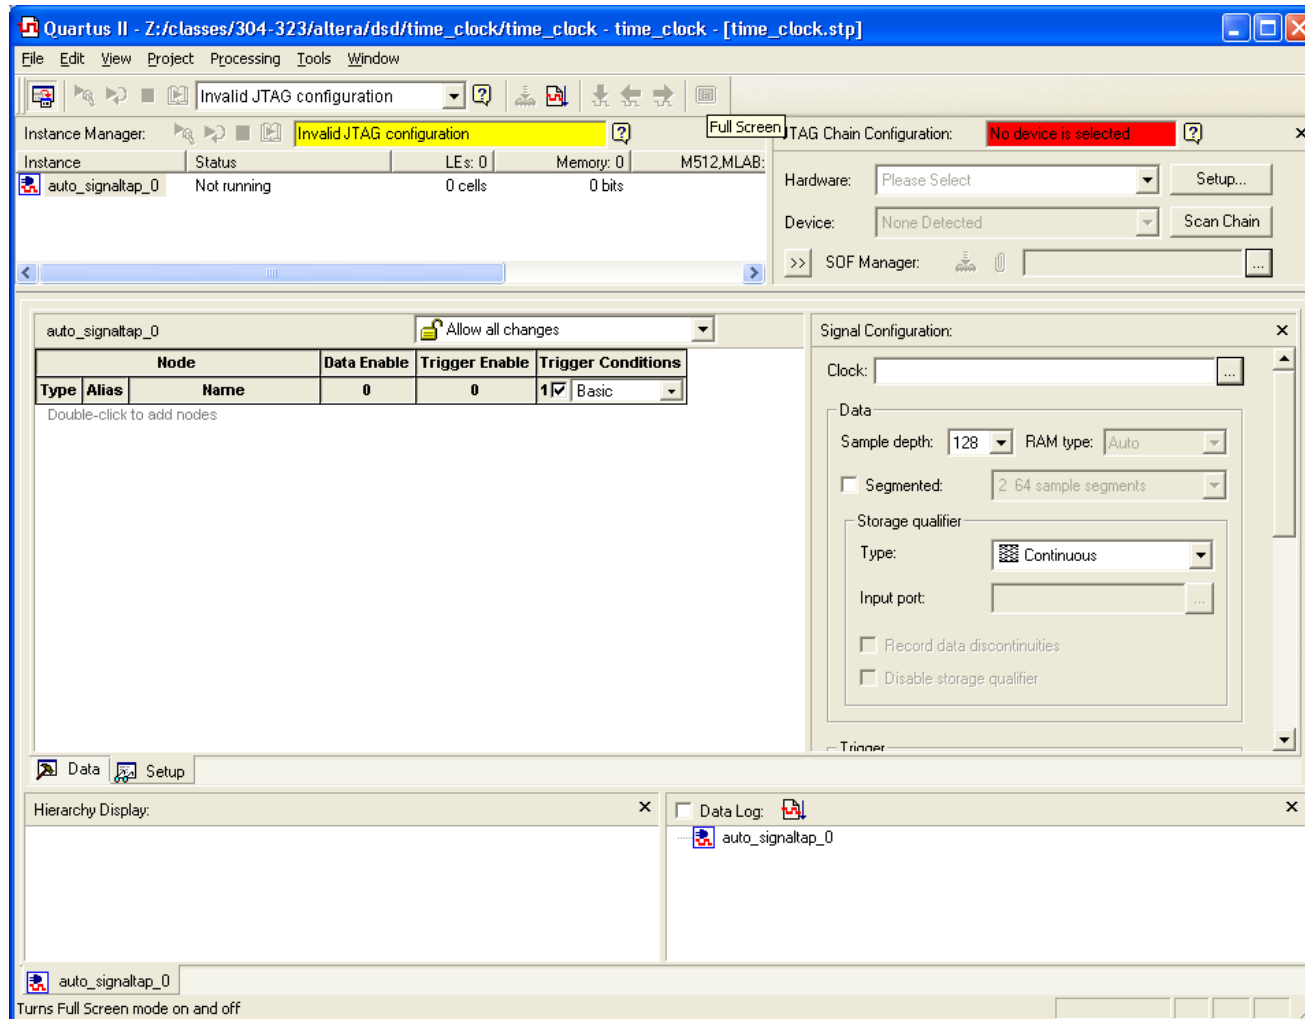 Quartus II - Z:/classes/304-323/altera/dsd/time_clock/time_clock - time_clock - [time_clock.stp]
File Edit View Project Processing Tools Window
Invalid JTAG configuration
Full Screen
Instance Manager: Invalid JTAG configuration
JTAG Chain Configuration: No device is selected
Instance Status LEs: 0 Memory: 0 M512,MLAB:
auto_signaltap_0 Not running 0 cells 0 bits
Hardware: Please Select Setup...
Device: None Detected Scan Chain
>> SOF Manager: ...
auto_signaltap_0 Allow all changes
Node Data Enable Trigger Enable Trigger Conditions
Type Alias Name 0 0 1 Basic
Double-click to add nodes
Signal Configuration:
Clock: ...
Data
Sample depth: 128 RAM type: Auto
Segmented: 2 64 sample segments
Storage qualifier
Type: Continuous
Input port: ...
Record data discontinuities
Disable storage qualifier
Trigger
Data Setup
Hierarchy Display:
Data Log:
auto_signaltap_0
auto_signaltap_0
Turns Full Screen mode on and off